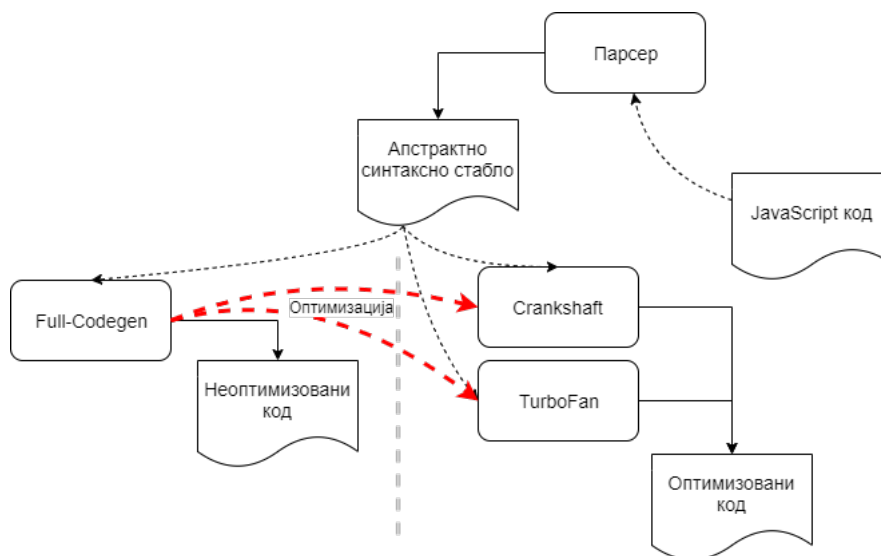 Парсер
Апстрактно
синтаксно стабло
JavaScript код
Full-Codegen
Оптимизација
Crankshaft
Неоптимизовани
код
TurboFan
Оптимизовани
код